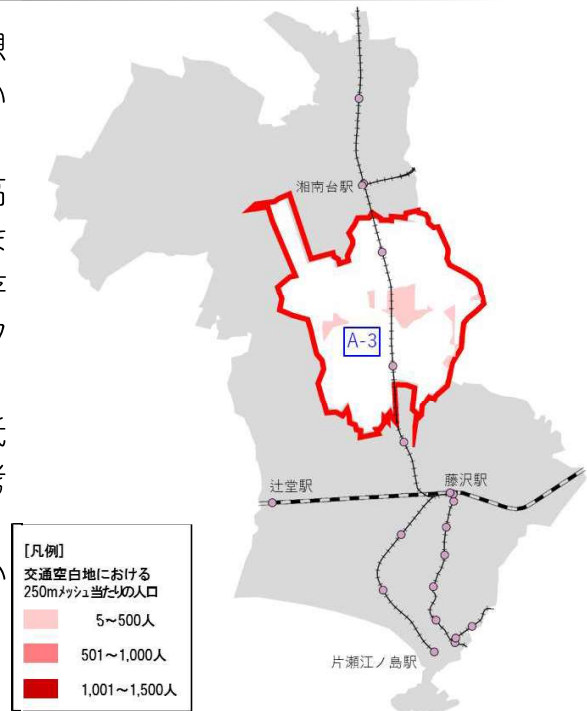 湘南台駅
A-3
辻堂駅
藤沢駅
片瀬江ノ島駅
[凡例]
交通空白地における
250mメッシュ当たりの人口
5～500人
501～1,000人
1,001～1,500人